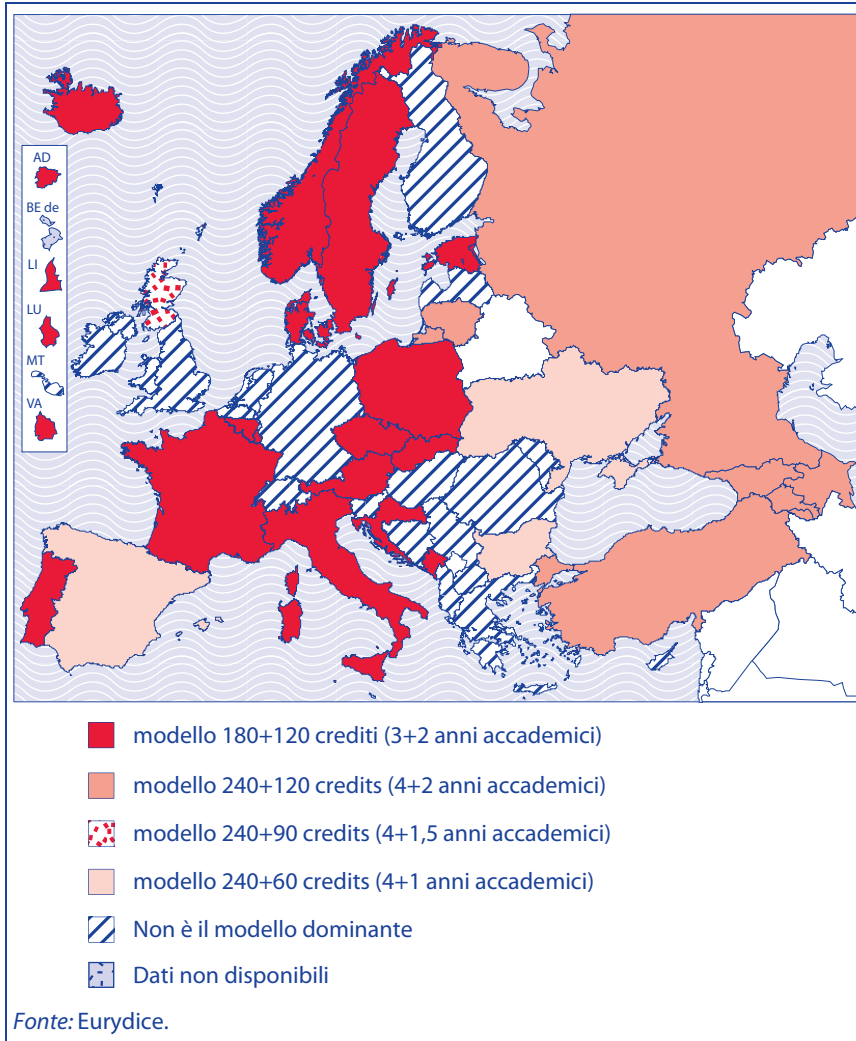 AD
BE de
LI
LU
MT
VA
modello 180+120 crediti (3+2 anni accademici)
modello 240+120 credits (4+2 anni accademici)
modello 240+90 credits (4+1,5 anni accademici)
modello 240+60 credits (4+1 anni accademici)
Non è il modello dominante
Dati non disponibili
Fonte: Eurydice.